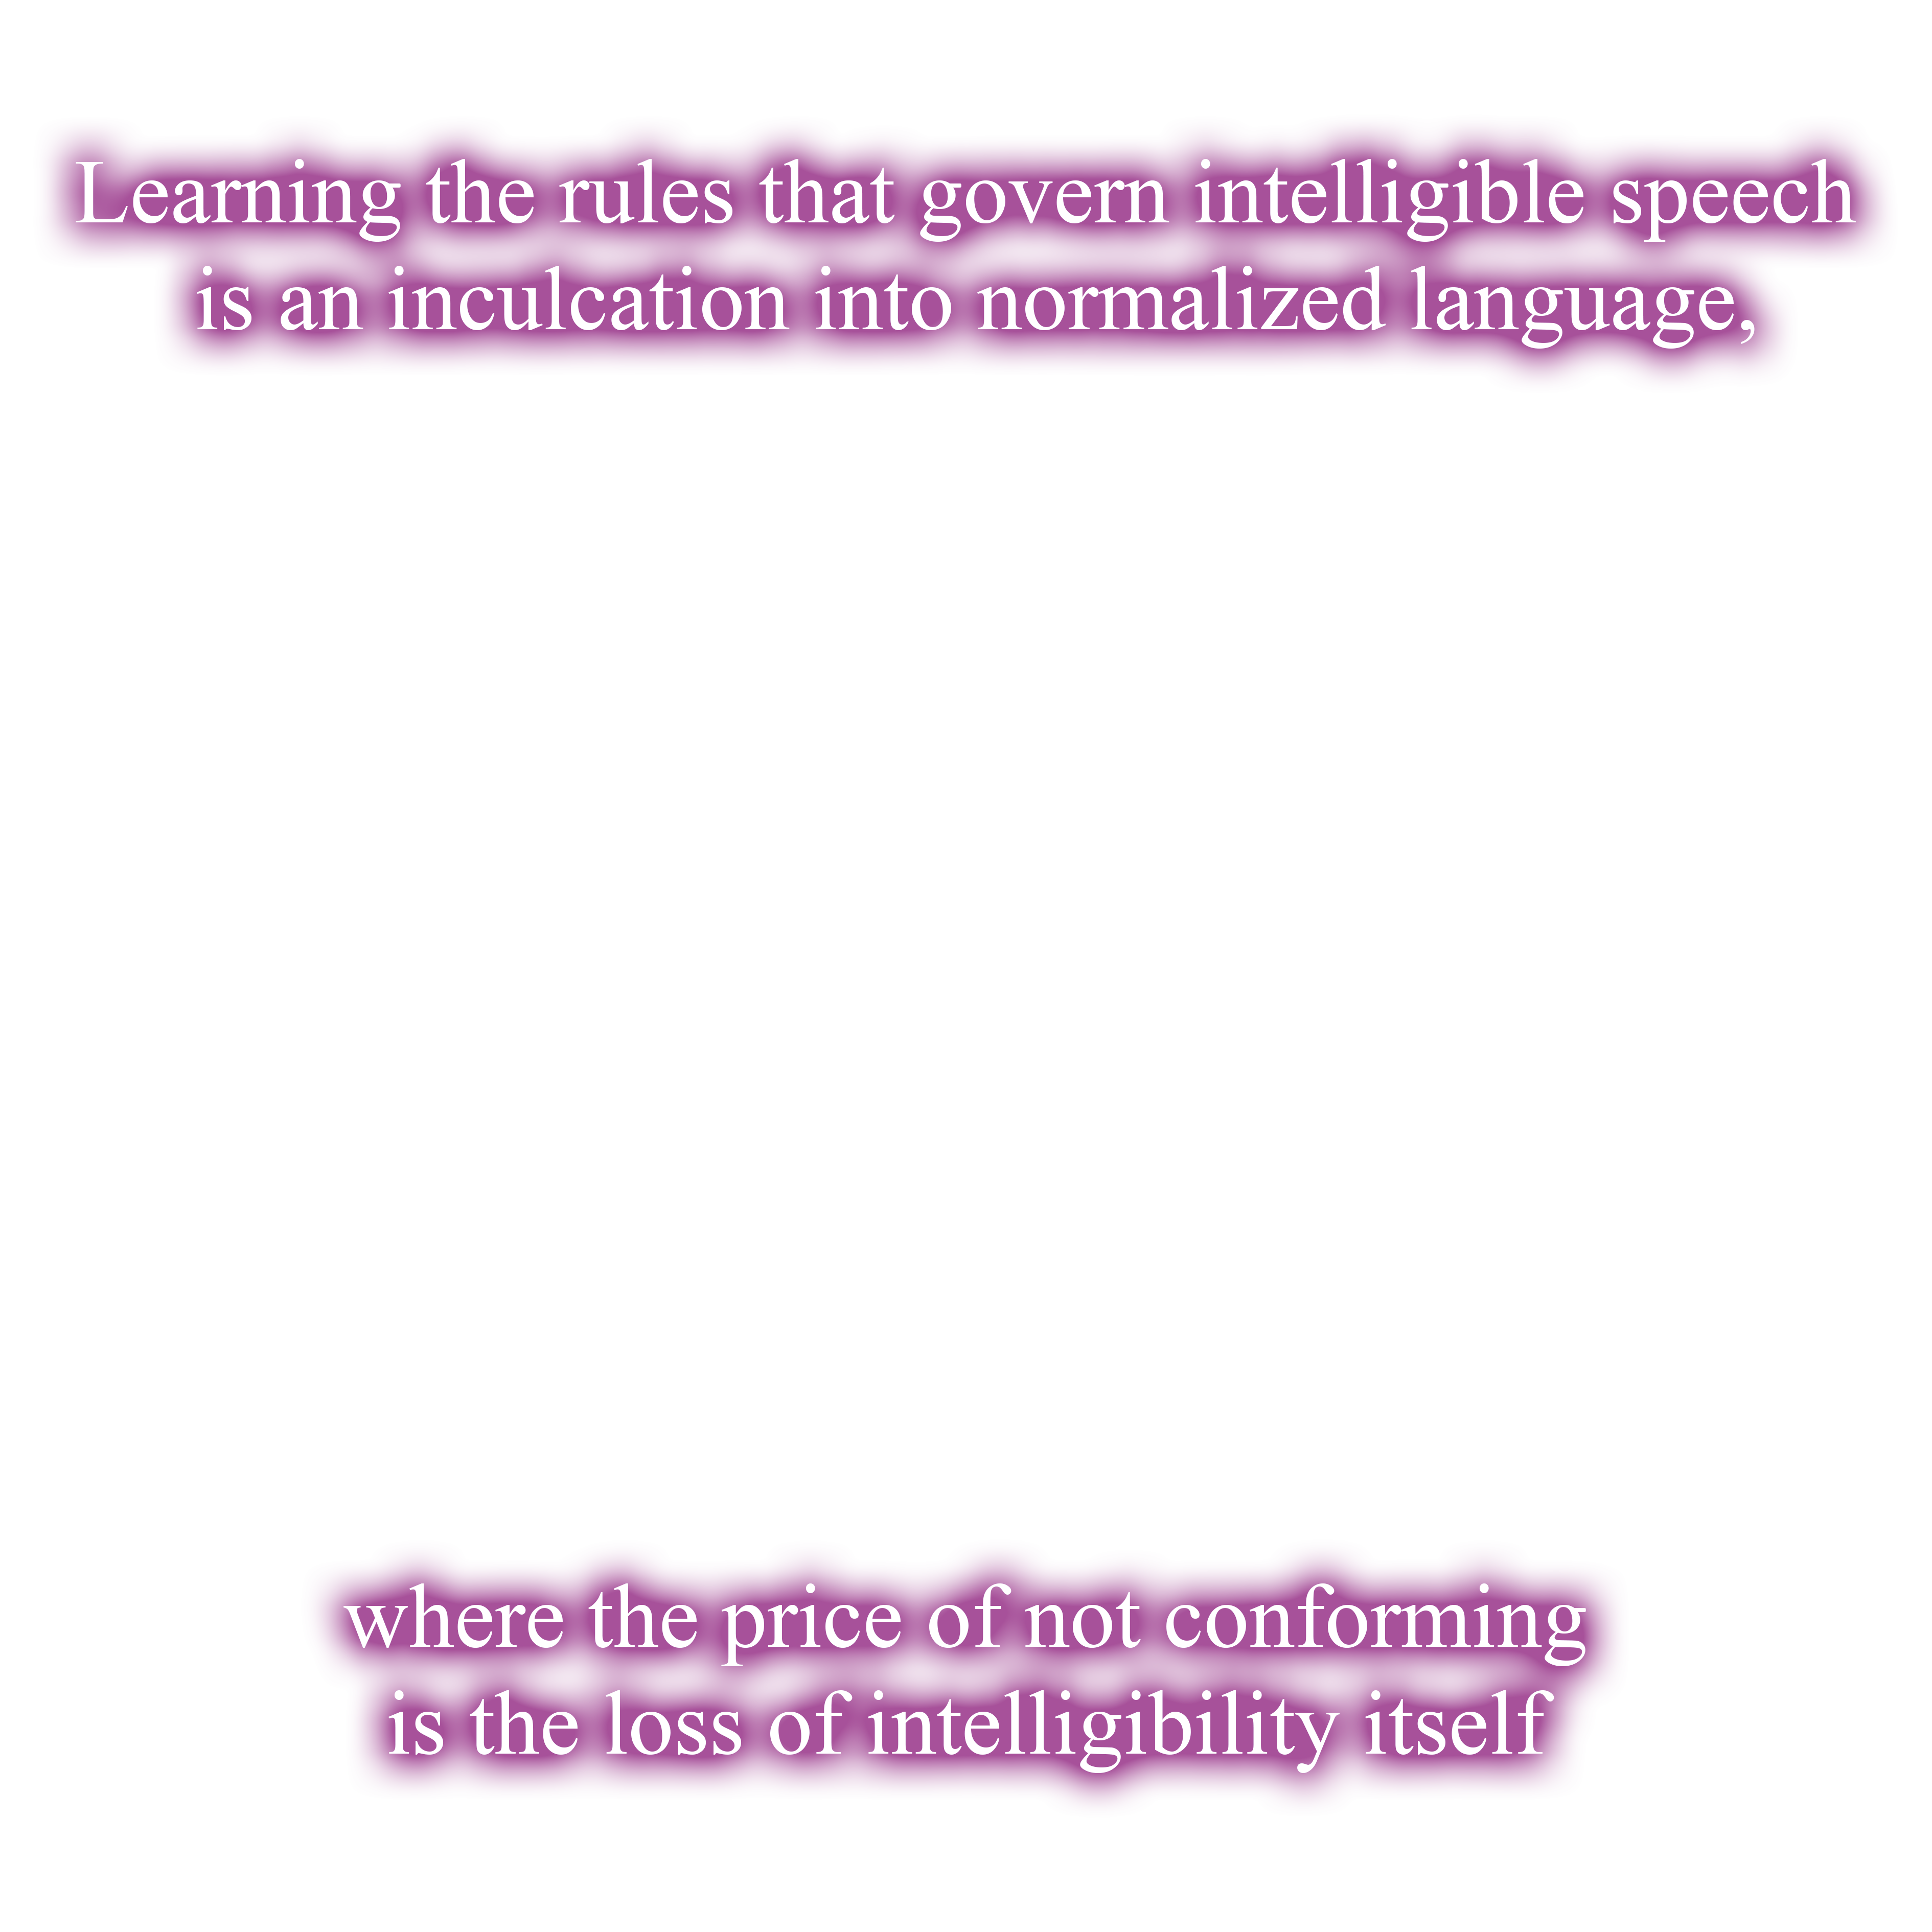 Learning the rules that govern intelligible speech
is an inculcation into normalized language,
where the price of not conforming
is the loss of intelligibility itself